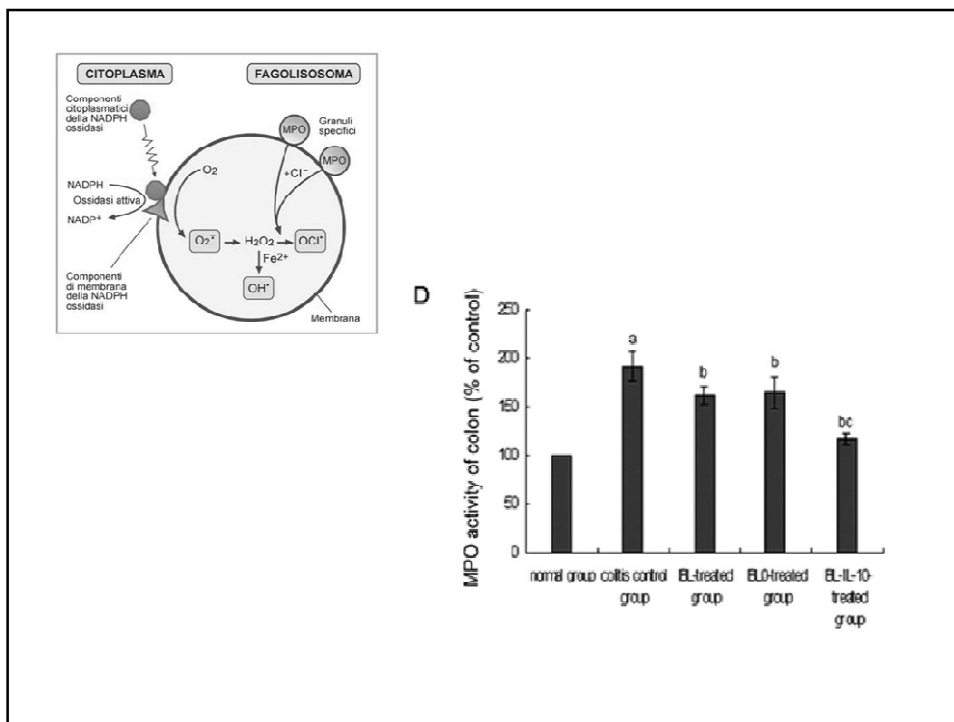 CITOPLASMA
FAGOLISOSOMA
Componenti
citoplasmatici
della NADPH
ossidasi
MPO
Granuli
specifici
MPO
+Cl⁻
O₂
NADPH
Ossidasi attiva
NADP⁺
O₂•̄
H₂O₂
OCl•
Fe²⁺
OH•
Componenti
di membrana
della NADPH
ossidasi
Membrana
D
MPO activity of colon (% of control)
250
200
150
100
50
0
a
b
b
bc
normal group
colitis control
group
BL-treated
group
BL0-treated
group
BL-IL-10-
treated
group